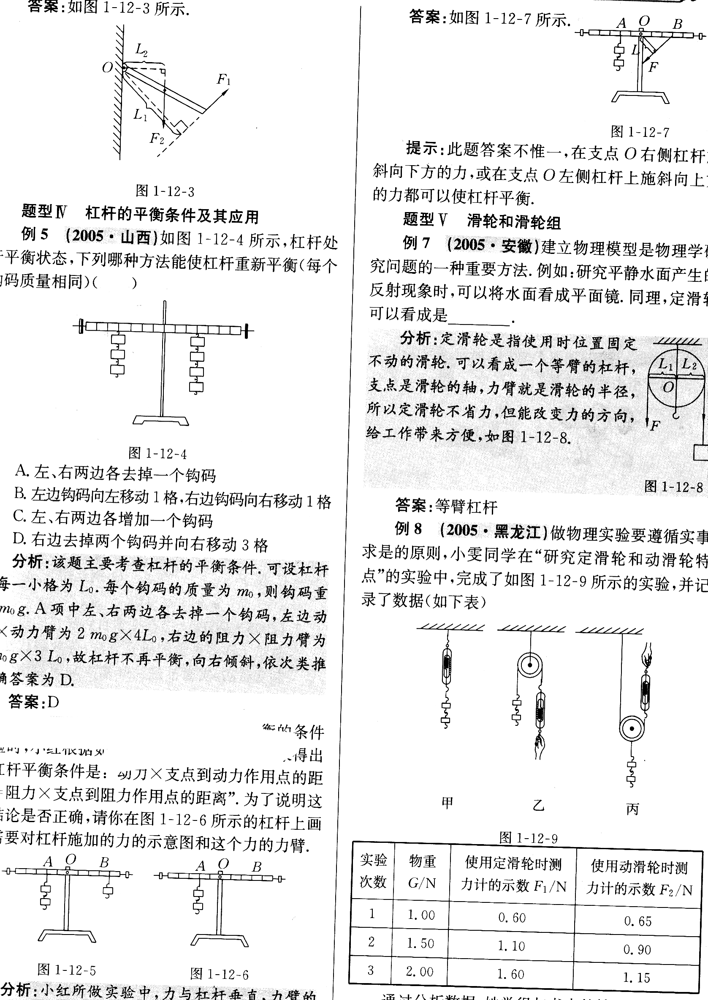 答案:如图 1-12-3 所示.
L₂
O
F₁
L₁
F₂
图 1-12-3
题型Ⅳ 杠杆的平衡条件及其应用
例 5 (2005·山西)如图 1-12-4 所示,杠杆处
平衡状态,下列哪种方法能使杠杆重新平衡(每个
码质量相同)( )
图 1-12-4
A. 左、右两边各去掉一个钩码
B. 左边钩码向左移动 1 格,右边钩码向右移动 1 格
C. 左、右两边各增加一个钩码
D. 右边去掉两个钩码并向右移动 3 格
分析:该题主要考查杠杆的平衡条件. 可设杠杆
每一小格为 L₀. 每个钩码的质量为 m₀,则钩码重
m₀g. A 项中左、右两边各去掉一个钩码,左边动
×动力臂为 2 m₀g×4L₀,右边的阻力×阻力臂为
m₀g×3 L₀,故杠杆不再平衡,向右倾斜,依次类推
确答案为 D.
答案:D
条件
得出
杠杆平衡条件是: 动力×支点到动力作用点的距
=阻力×支点到阻力作用点的距离”. 为了说明这
结论是否正确,请你在图 1-12-6 所示的杠杆上画
需要对杠杆施加的力的示意图和这个力的力臂.
A O B
A O B
图 1-12-5
图 1-12-6
分析:小红所做实验中,力与杠杆垂直,力臂的
答案:如图 1-12-7 所示.
A O B
L
F
图 1-12-7
提示:此题答案不惟一,在支点 O 右侧杠杆
斜向下方的力,或在支点 O 左侧杠杆上施斜向上
的力都可以使杠杆平衡.
题型Ⅴ 滑轮和滑轮组
例 7 (2005·安徽)建立物理模型是物理学研
究问题的一种重要方法. 例如:研究平静水面产生的
反射现象时,可以将水面看成平面镜. 同理,定滑轮
可以看成是________.
分析:定滑轮是指使用时位置固定
不动的滑轮. 可以看成一个等臂的杠杆,
支点是滑轮的轴,力臂就是滑轮的半径,
所以定滑轮不省力,但能改变力的方向,
给工作带来方便,如图 1-12-8.
L₁ L₂
O
F
图 1-12-8
答案:等臂杠杆
例 8 (2005·黑龙江)做物理实验要遵循实事
求是的原则,小雯同学在“研究定滑轮和动滑轮特
点”的实验中,完成了如图 1-12-9 所示的实验,并记
录了数据(如下表)
甲 乙 丙
图 1-12-9
实验 物重 使用定滑轮时测 使用动滑轮时测
次数 G/N 力计的示数 F₁/N 力计的示数 F₂/N
1 1.00 0.60 0.65
2 1.50 1.10 0.90
3 2.00 1.60 1.15